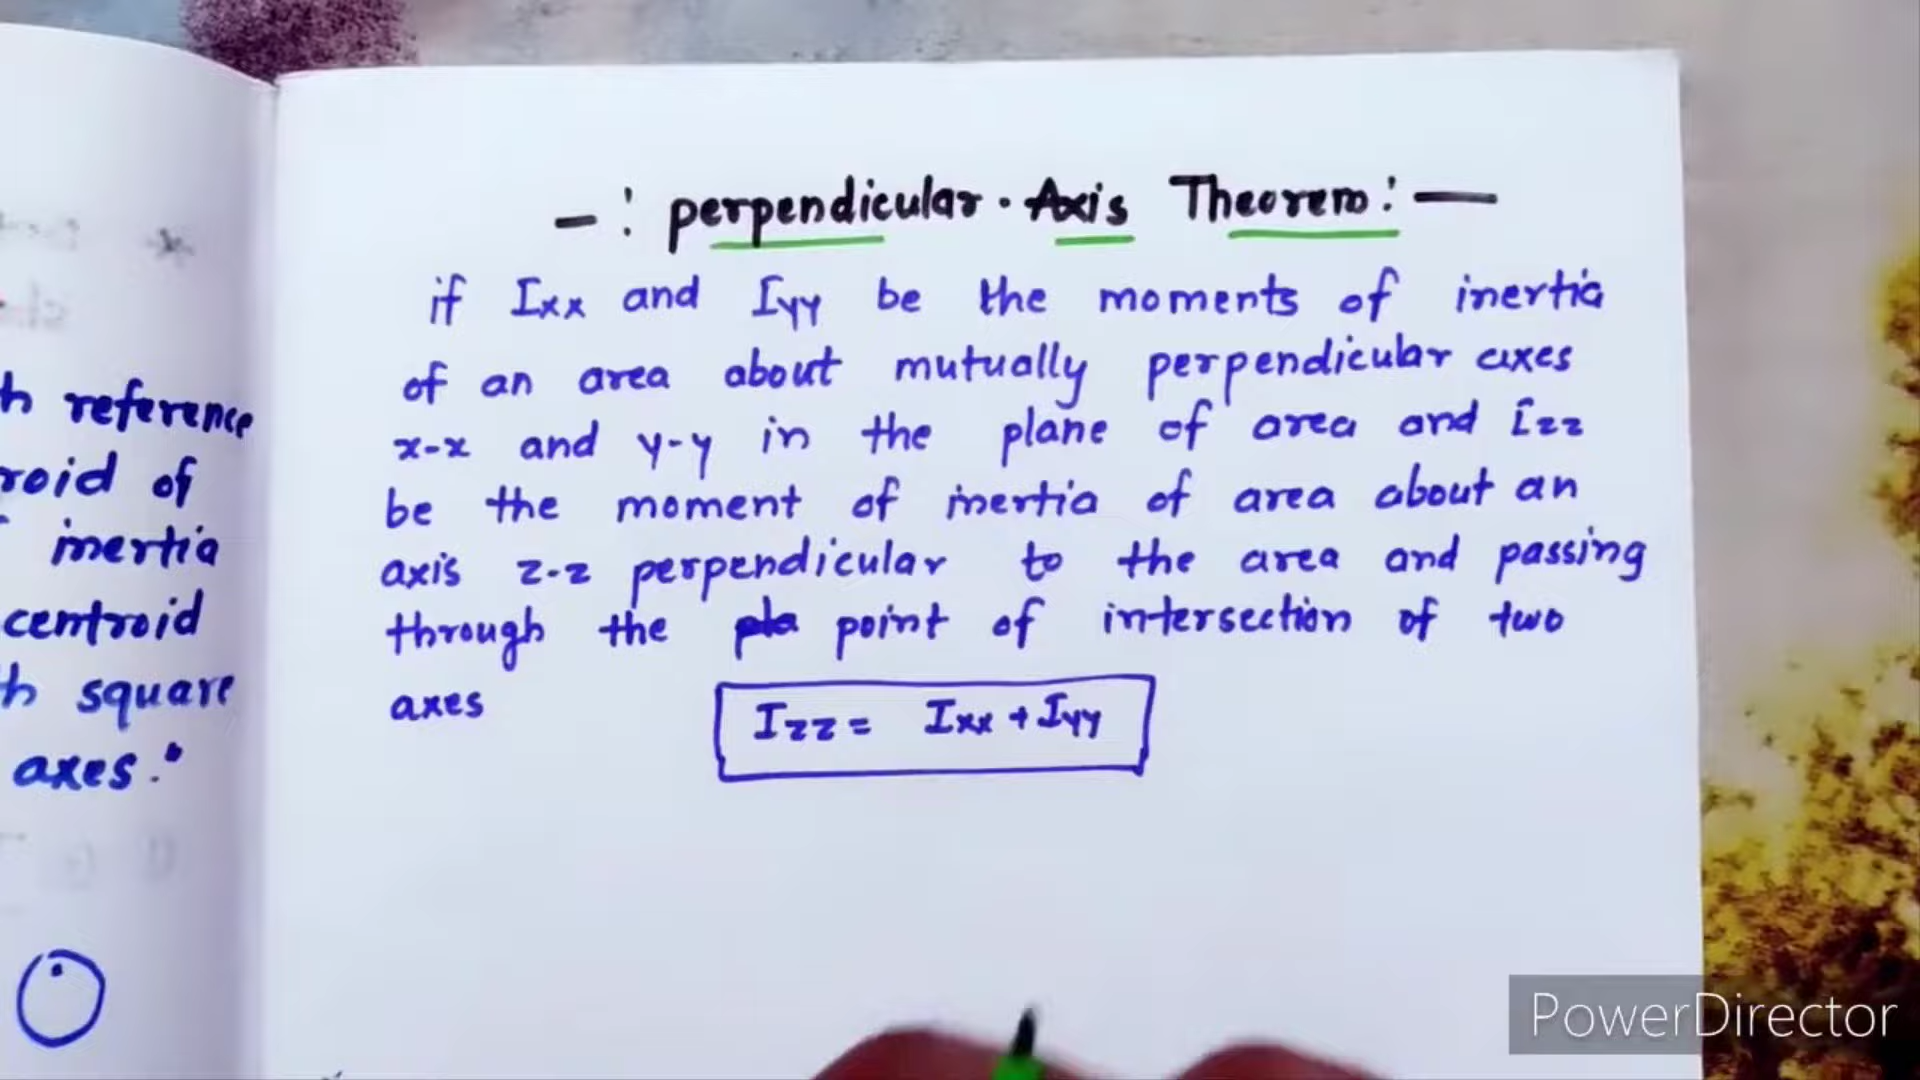 reference
of
inertia
centroid
square
axes."
-: perpendicular. Axis Theorem: -
if Ixx and Iyy be the moments of inertia
of an area about mutually perpendicular axes
x-x and y-y in the plane of area and Izz
be the moment of inertia of area about an
axis z-z perpendicular to the area and passing
through the pla point of intersection of two
axes
Izz = Ixx + Iyy
PowerDirector